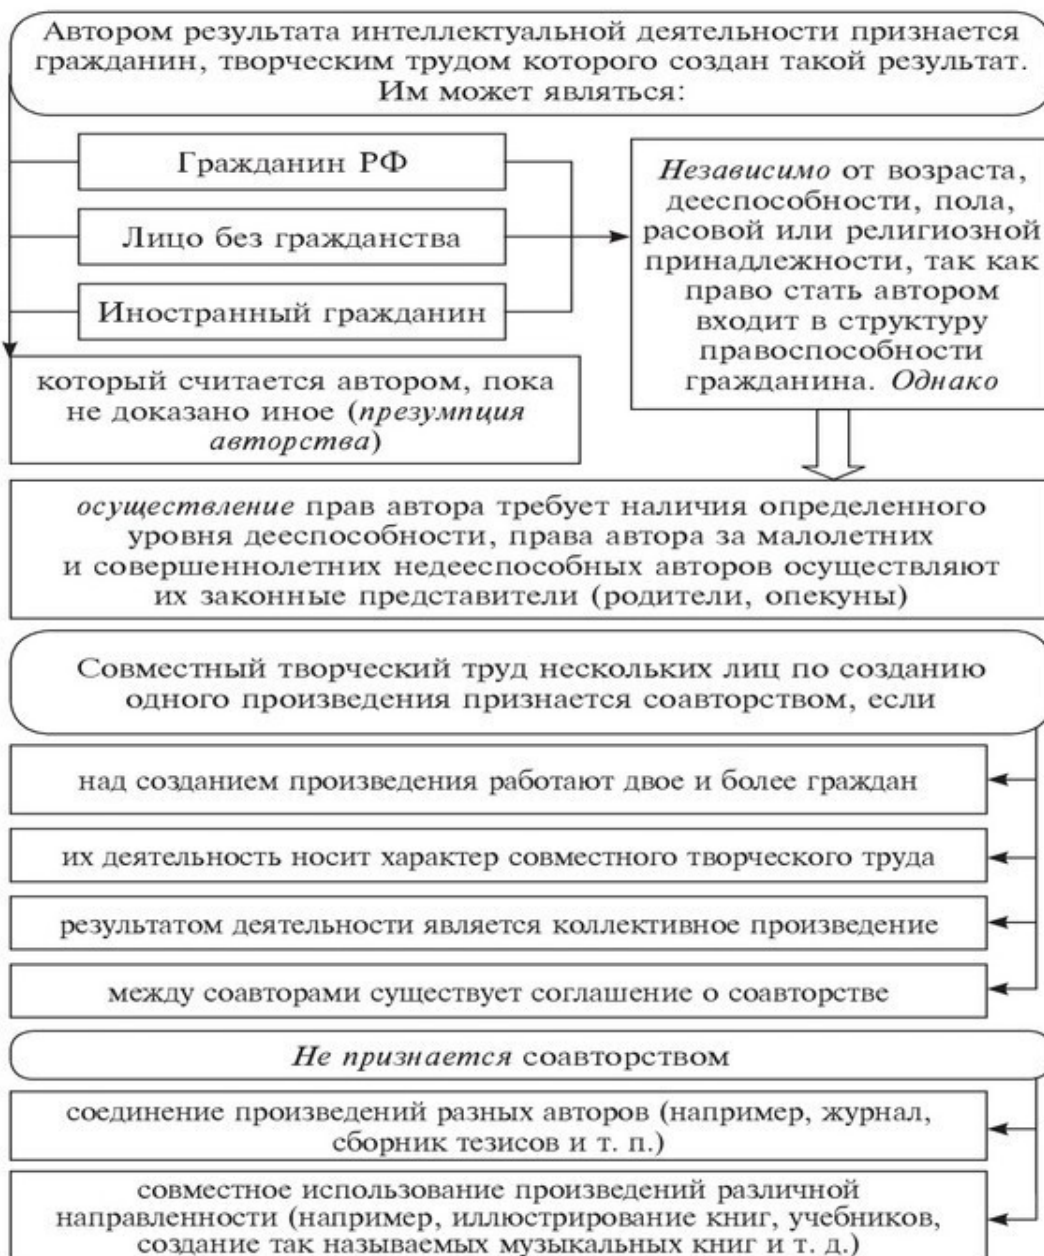 Автором результата интеллектуальной деятельности признается
гражданин, творческим трудом которого создан такой результат.
Им может являться:
Гражданин РФ
Лицо без гражданства
Иностранный гражданин
Независимо от возраста,
дееспособности, пола,
расовой или религиозной
принадлежности, так как
право стать автором
входит в структуру
правоспособности
гражданина. Однако
который считается автором, пока
не доказано иное (презумпция
авторства)
осуществление прав автора требует наличия определенного
уровня дееспособности, права автора за малолетних
и совершеннолетних недееспособных авторов осуществляют
их законные представители (родители, опекуны)
Совместный творческий труд нескольких лиц по созданию
одного произведения признается соавторством, если
над созданием произведения работают двое и более граждан
их деятельность носит характер совместного творческого труда
результатом деятельности является коллективное произведение
между соавторами существует соглашение о соавторстве
Не признается соавторством
соединение произведений разных авторов (например, журнал,
сборник тезисов и т. п.)
совместное использование произведений различной
направленности (например, иллюстрирование книг, учебников,
создание так называемых музыкальных книг и т. д.)